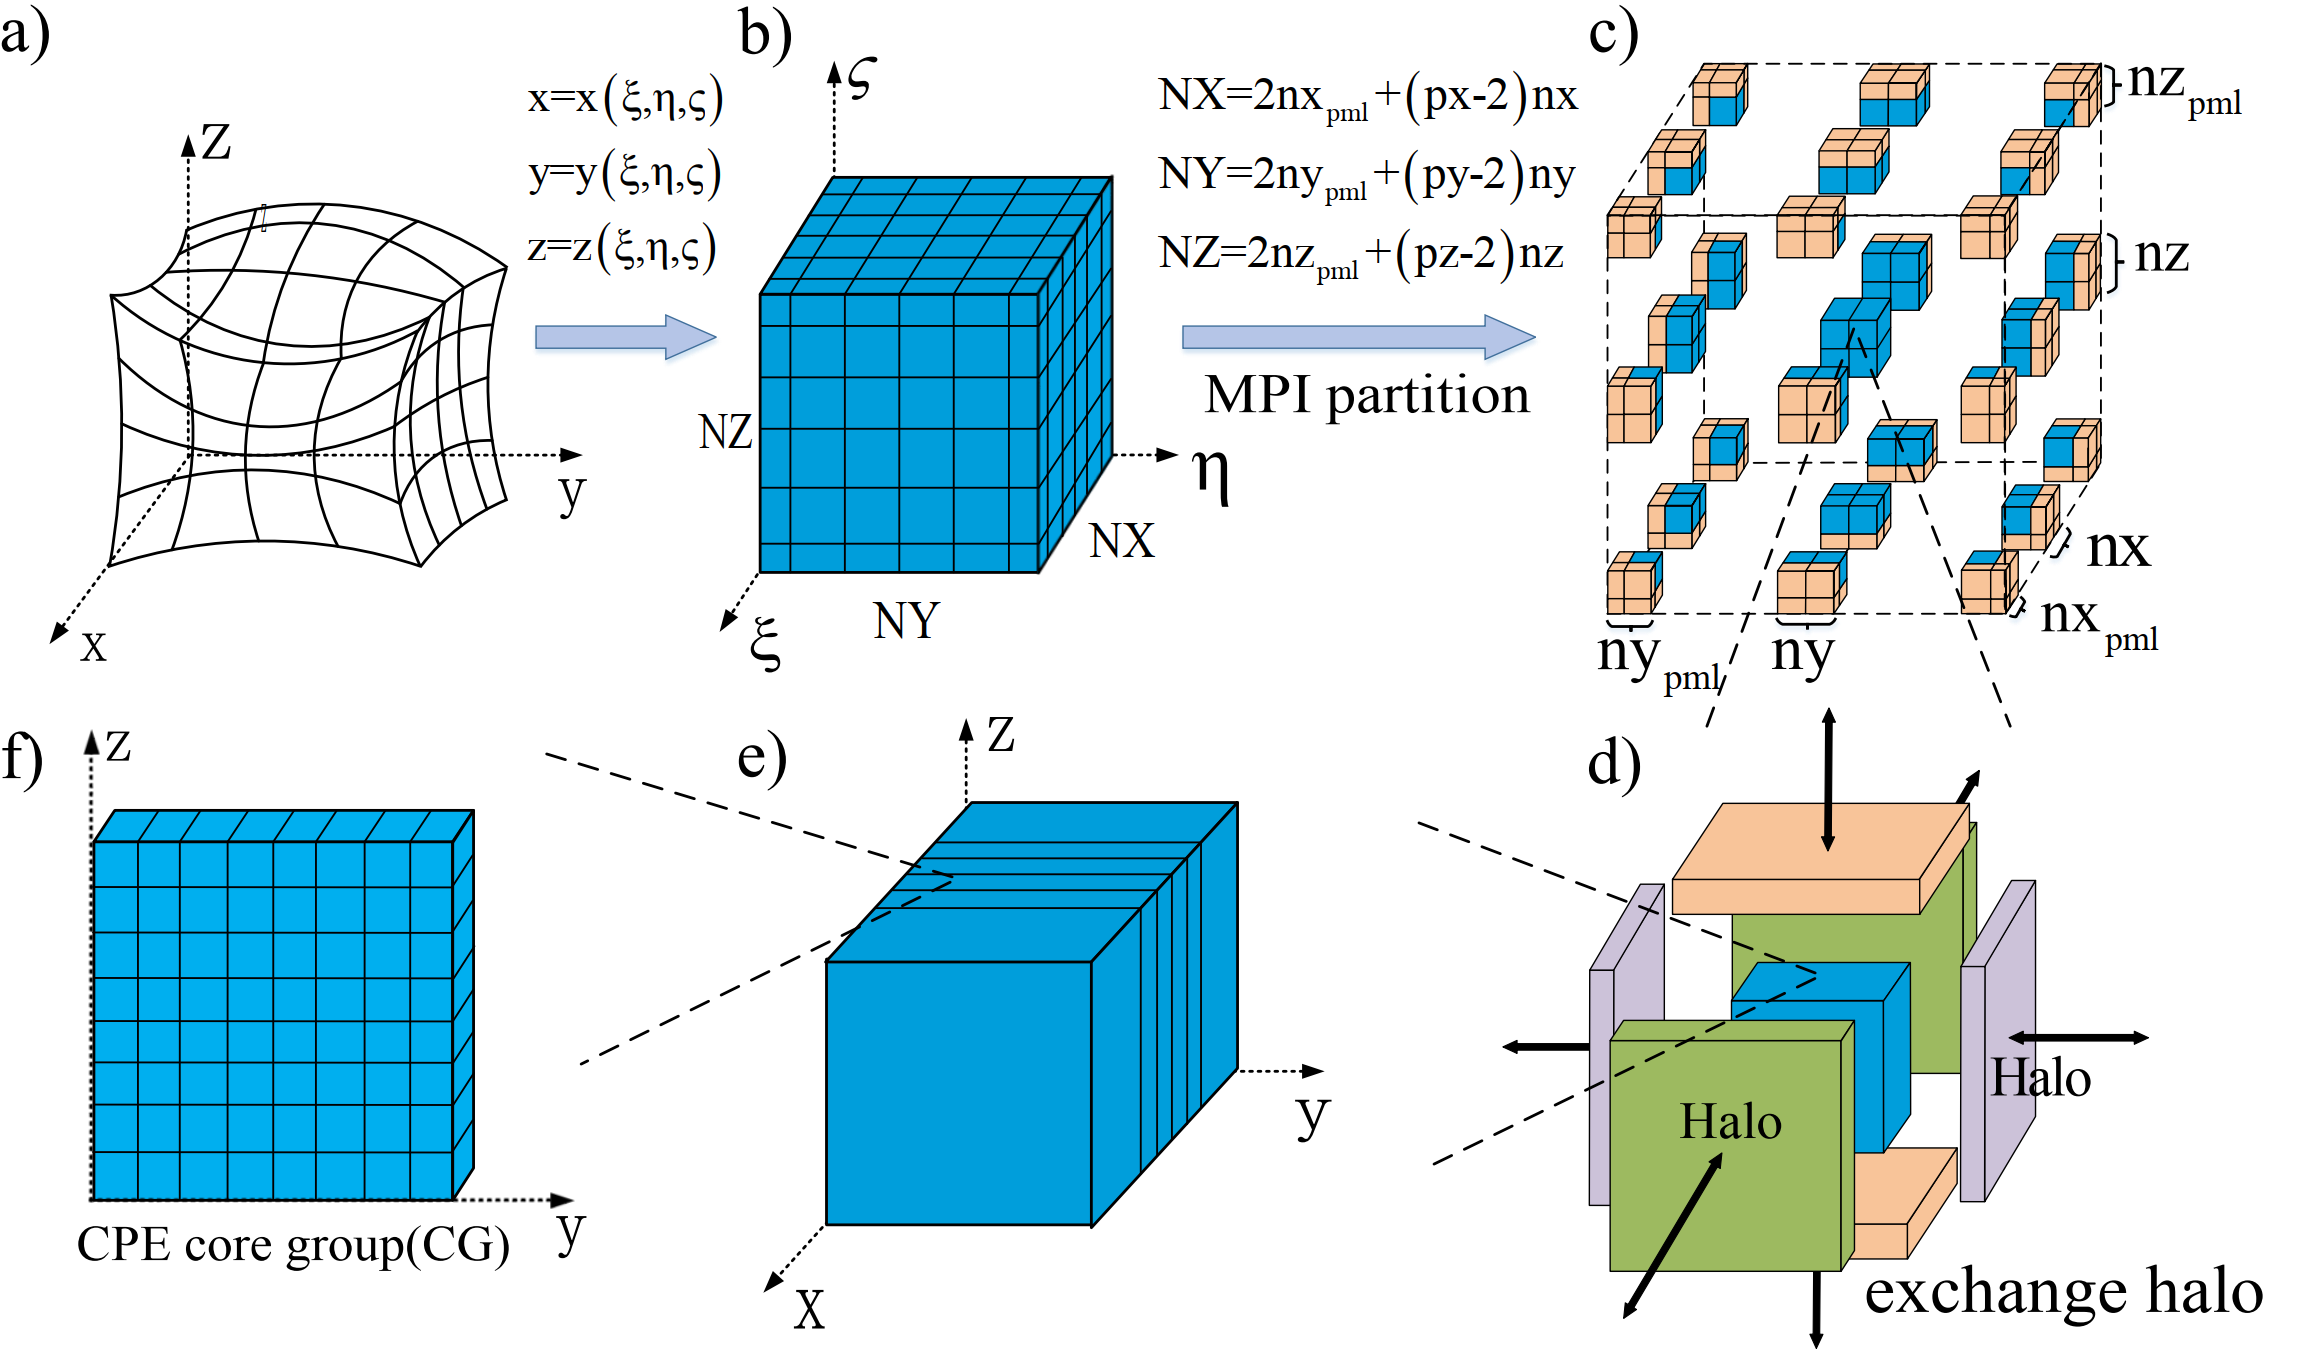 a)
Z
y
x
x=x(ξ,η,ς)
y=y(ξ,η,ς)
z=z(ξ,η,ς)
b)
ς
η
ξ
NZ
NX
NY
NX=2nx_pml+(px-2)nx
NY=2ny_pml+(py-2)ny
NZ=2nz_pml+(pz-2)nz
MPI partition
c)
nz_pml
nz
nx
nx_pml
ny_pml
ny
f)
z
y
CPE core group(CG)
e)
Z
y
x
d)
Halo
Halo
exchange halo